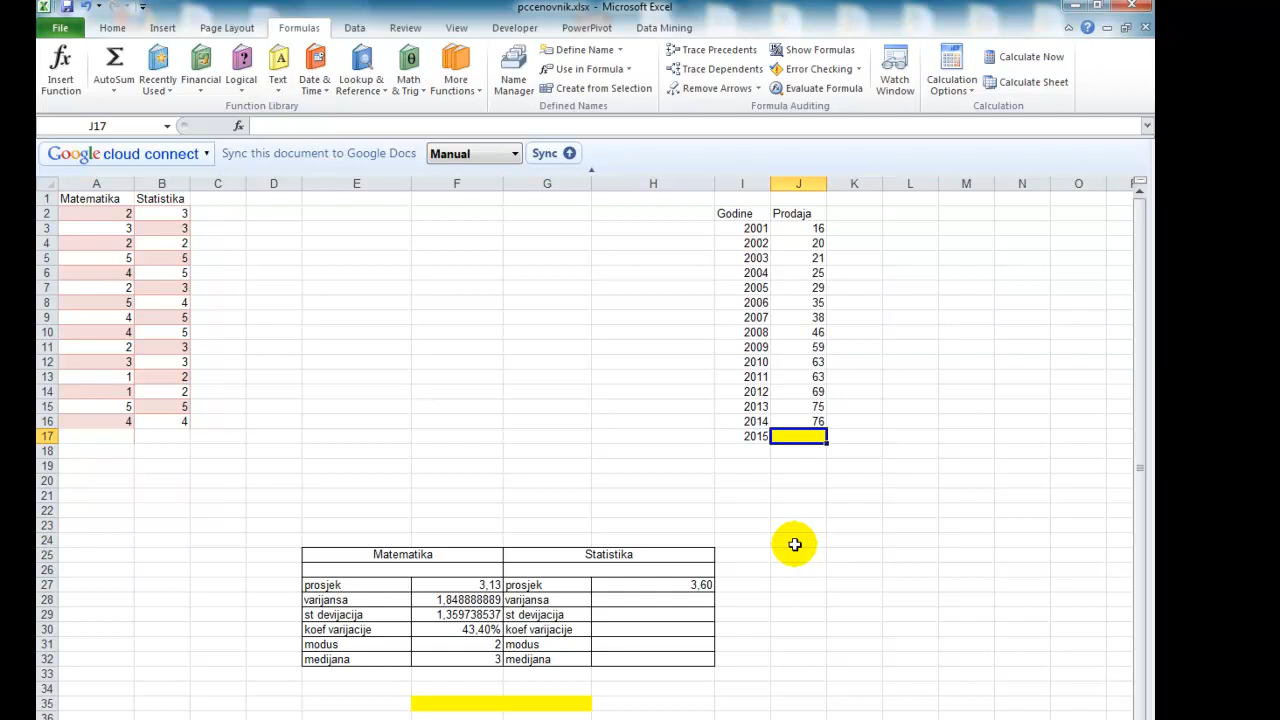 pccenovnik.xlsx - Microsoft Excel
File Home Insert Page Layout Formulas Data Review View Developer PowerPivot Data Mining
fx Insert Function
Σ AutoSum
Recently Used
Financial
Logical
Text
Date & Time
Lookup & Reference
Math & Trig
More Functions
Function Library
Name Manager
Define Name
Use in Formula
Create from Selection
Defined Names
Trace Precedents
Trace Dependents
Remove Arrows
Show Formulas
Error Checking
Evaluate Formula
Formula Auditing
Watch Window
Calculation Options
Calculate Now
Calculate Sheet
Calculation
J17 fx
Google cloud connect Sync this document to Google Docs Manual Sync
A B C D E F G H I J K L M N O
1 Matematika Statistika
2 2 3 Godine Prodaja
3 3 3 2001 16
4 2 2 2002 20
5 5 5 2003 21
6 4 5 2004 25
7 2 3 2005 29
8 5 4 2006 35
9 4 5 2007 38
10 4 5 2008 46
11 2 3 2009 59
12 3 3 2010 63
13 1 2 2011 63
14 1 2 2012 69
15 5 5 2013 75
16 4 4 2014 76
17 2015
18
19
20
21
22
23
24
25 Matematika Statistika
26
27 prosjek 3,13 prosjek 3,60
28 varijansa 1,848888889 varijansa
29 st devijacija 1,359738537 st devijacija
30 koef varijacije 43,40% koef varijacije
31 modus 2 modus
32 medijana 3 medijana
33
34
35
36